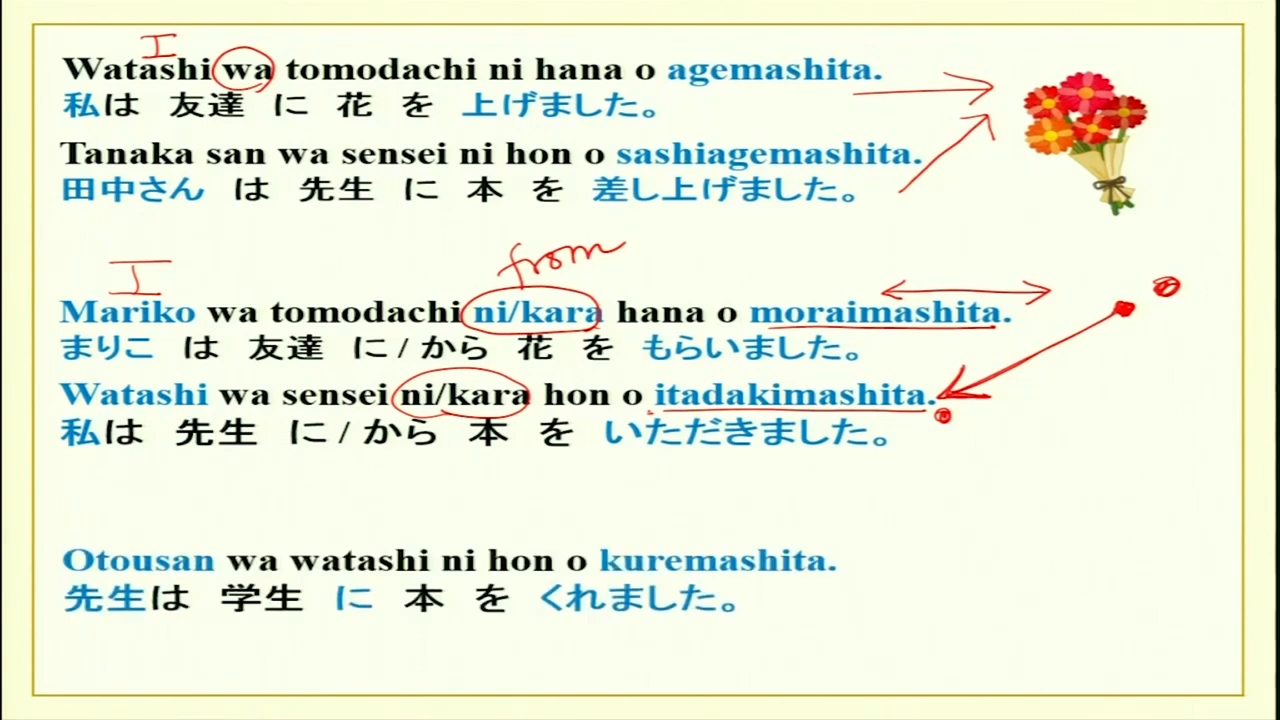 I
Watashi wa tomodachi ni hana o agemashita.
私は 友達 に 花 を 上げました。
Tanaka san wa sensei ni hon o sashiagemashita.
田中さん は 先生 に 本 を 差し上げました。
from
I
Mariko wa tomodachi ni/kara hana o moraimashita.
まりこ は 友達 に / から 花 を もらいました。
Watashi wa sensei ni/kara hon o itadakimashita.
私は 先生 に / から 本 を いただきました。
Otousan wa watashi ni hon o kuremashita.
先生は 学生 に 本 を くれました。